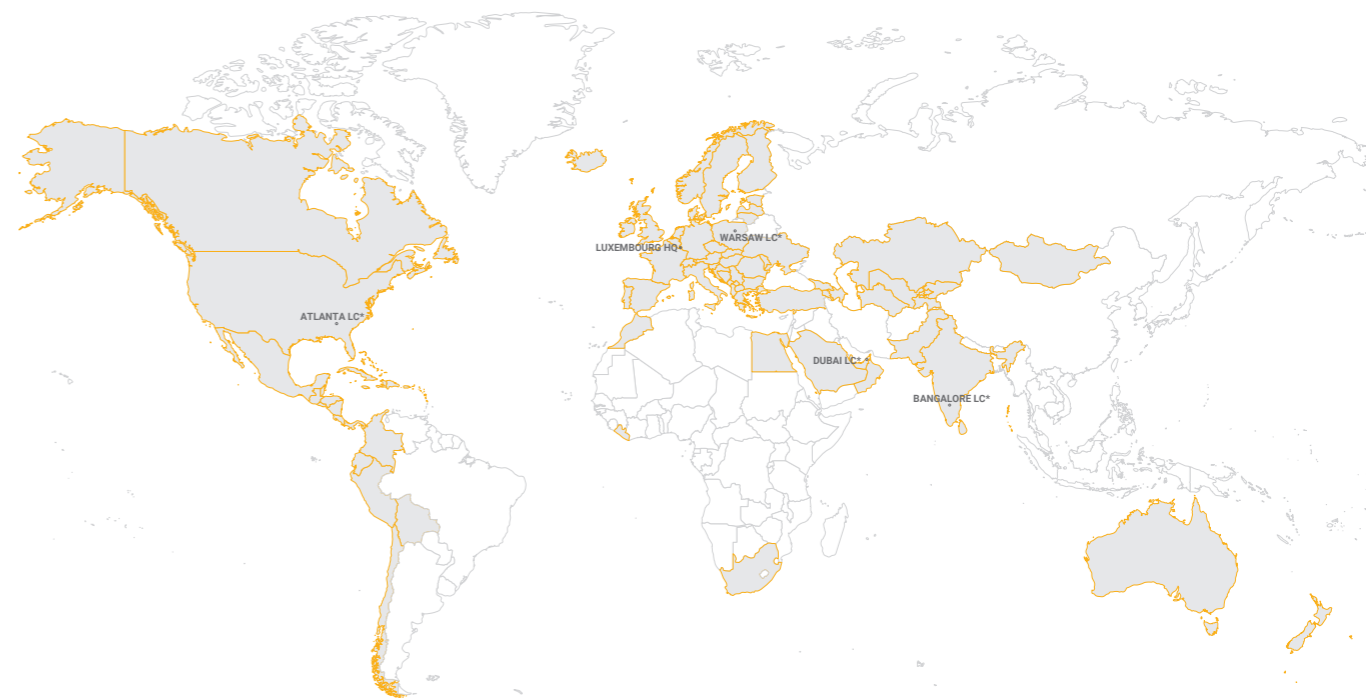 WARSAW LC*
LUXEMBOURG HQ
ATLANTA LC*
DUBAI LC*
BANGALORE LC*